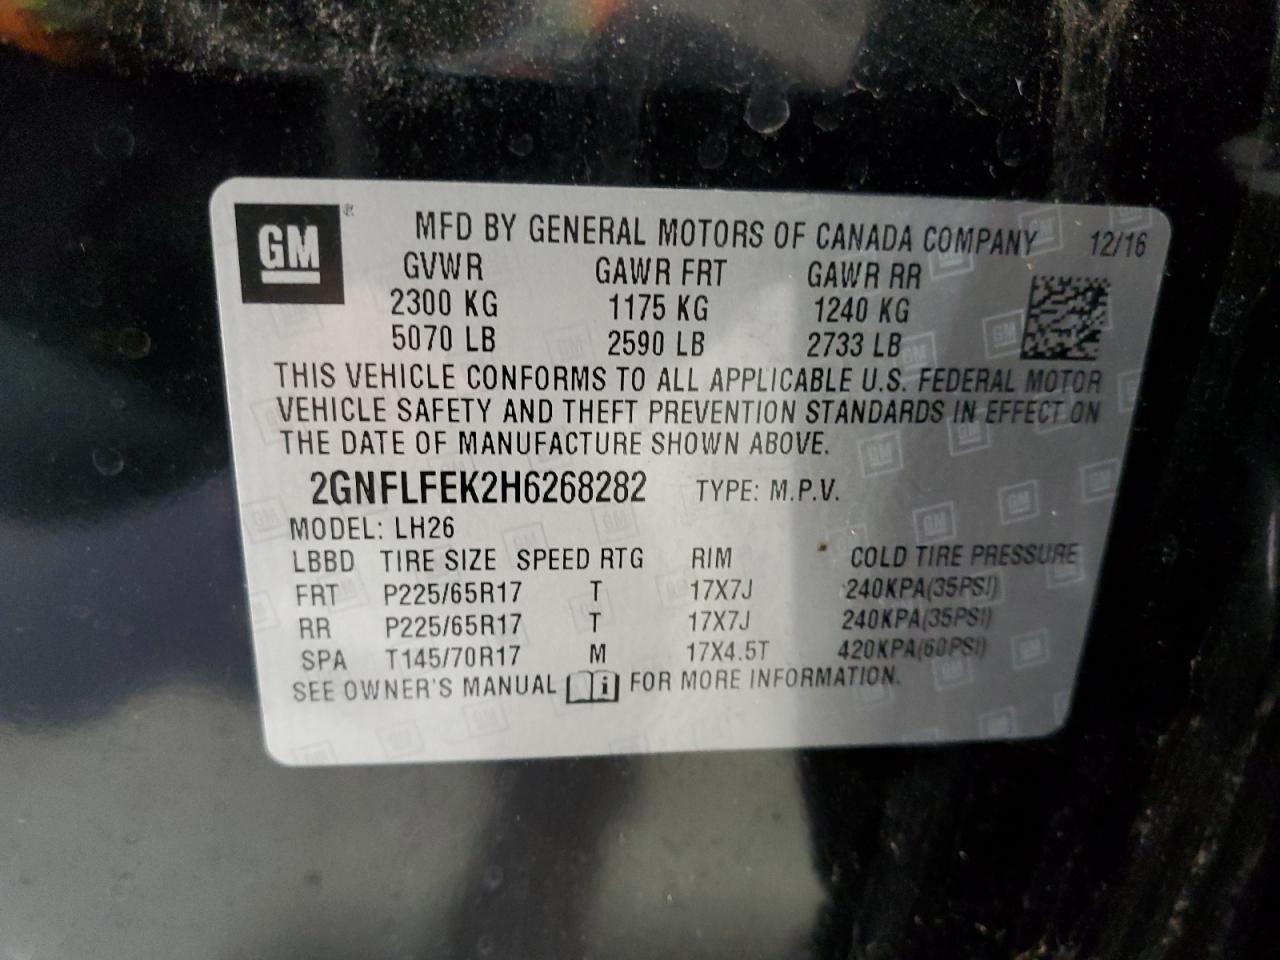 GM ® MFD BY GENERAL MOTORS OF CANADA COMPANY 12/16
GVWR GAWR FRT GAWR RR
2300 KG 1175 KG 1240 KG
5070 LB 2590 LB 2733 LB
THIS VEHICLE CONFORMS TO ALL APPLICABLE U.S. FEDERAL MOTOR
VEHICLE SAFETY AND THEFT PREVENTION STANDARDS IN EFFECT ON
THE DATE OF MANUFACTURE SHOWN ABOVE.
2GNFLFEK2H6268282 TYPE: M.P.V.
MODEL: LH26
LBBD TIRE SIZE SPEED RTG RIM COLD TIRE PRESSURE
FRT P225/65R17 T 17X7J 240KPA(35PSI)
RR P225/65R17 T 17X7J 240KPA(35PSI)
SPA T145/70R17 M 17X4.5T 420KPA(60PSI)
SEE OWNER'S MANUAL i FOR MORE INFORMATION.